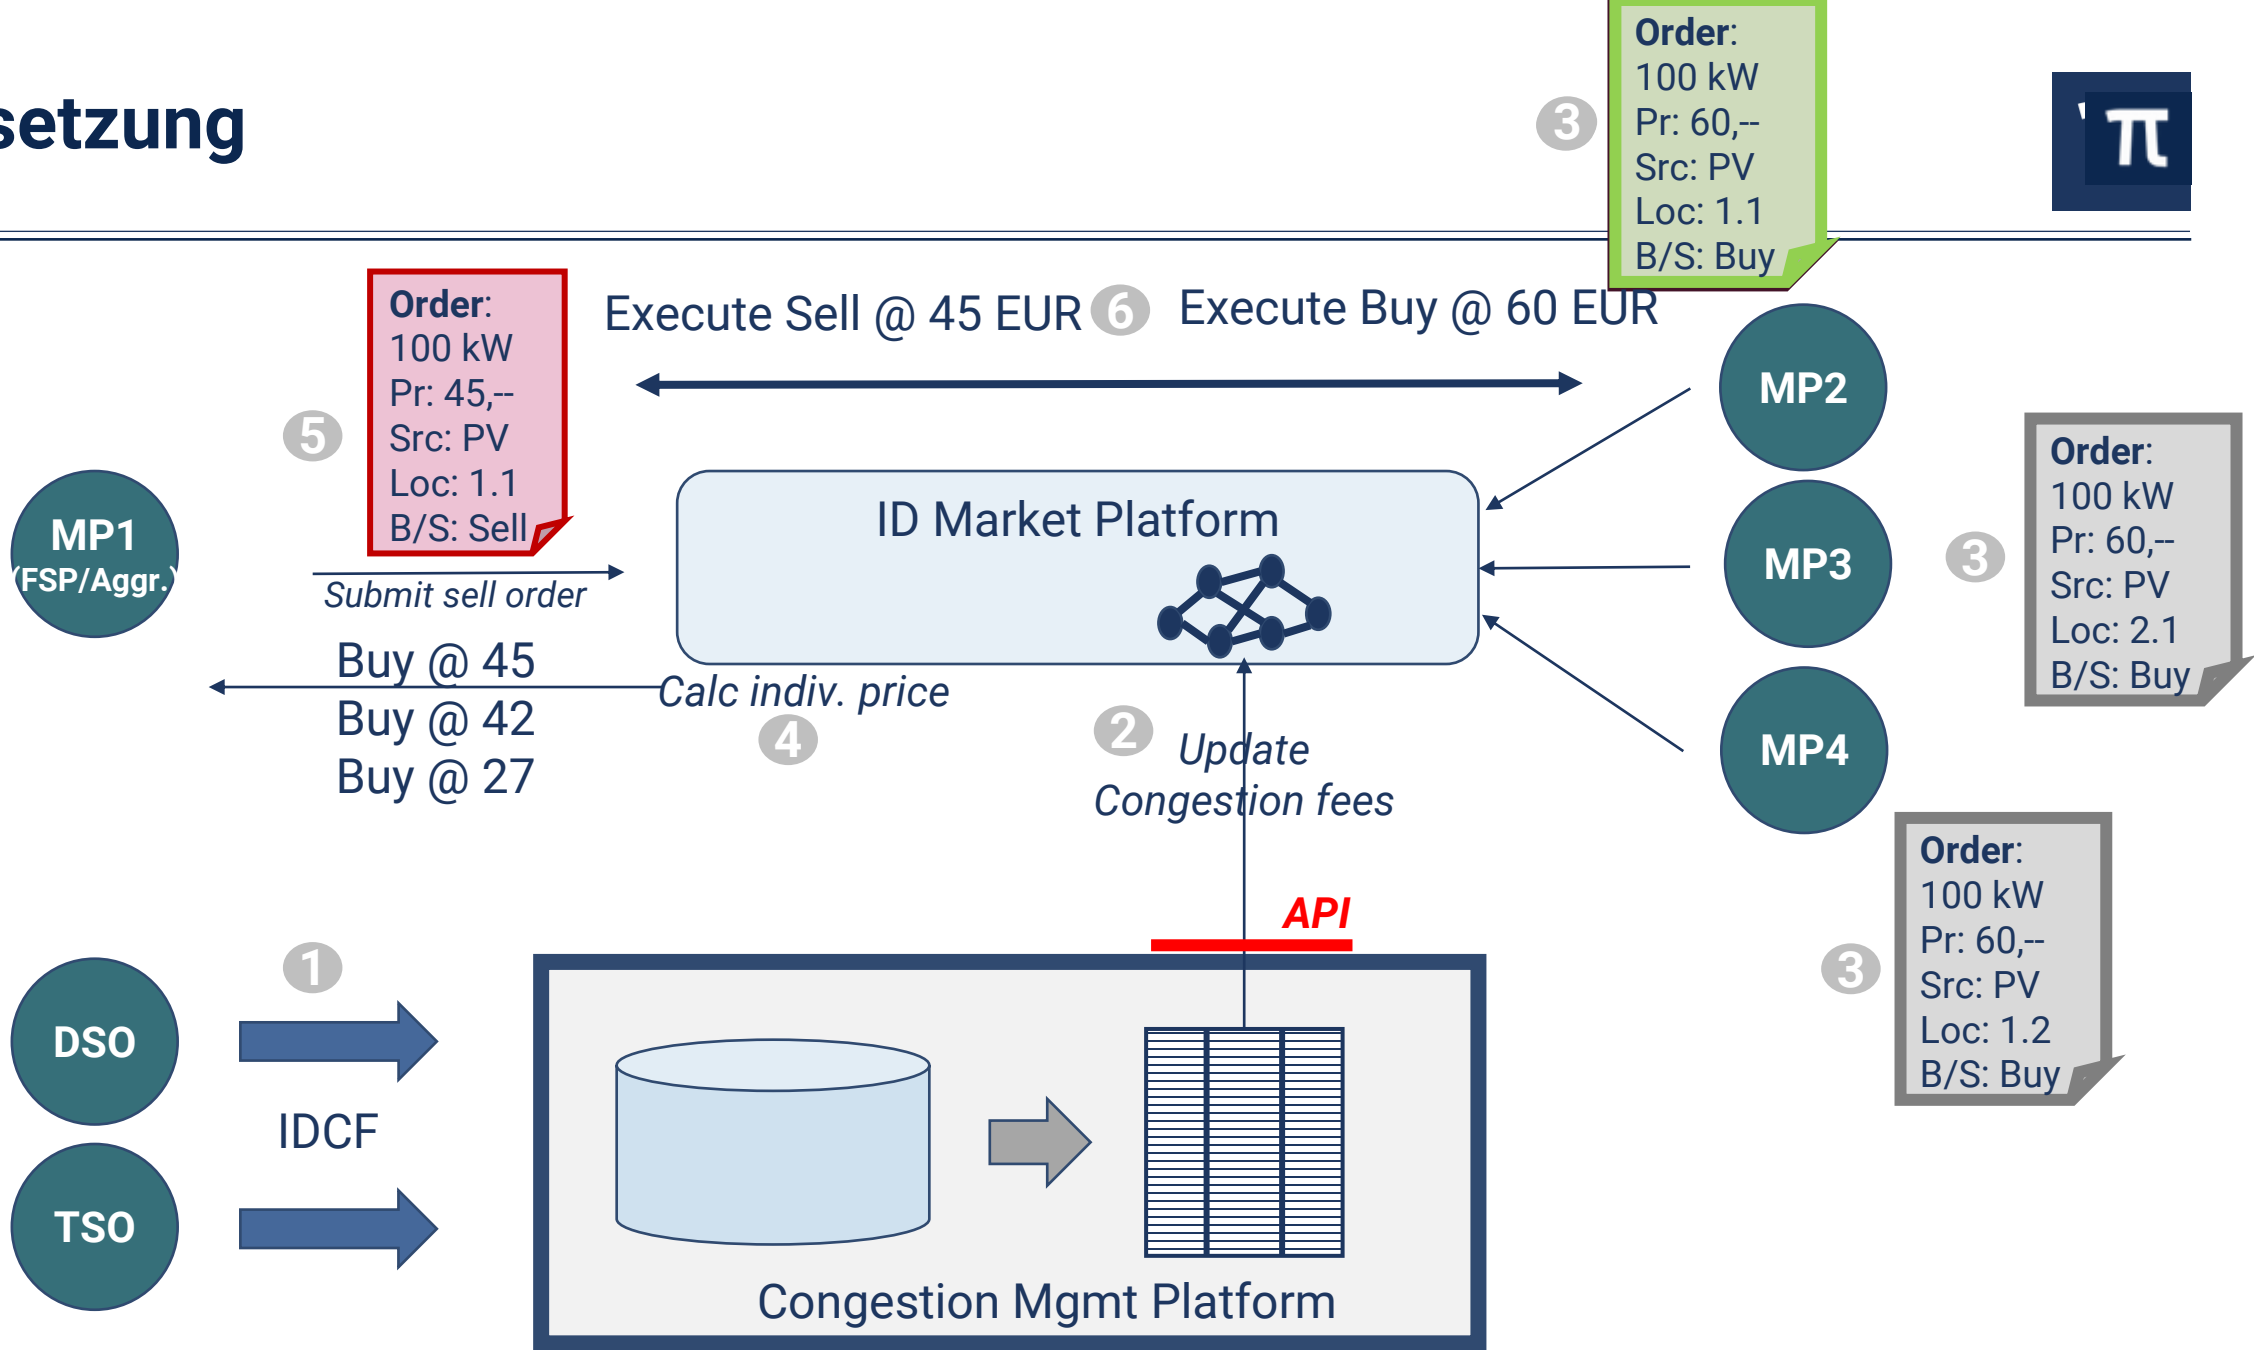 setzung
Order:
100 kW
Pr: 60,--
Src: PV
Loc: 1.1
B/S: Buy
3
π
Order:
100 kW
Pr: 45,--
Src: PV
Loc: 1.1
B/S: Sell
5
Execute Sell @ 45 EUR
6
Execute Buy @ 60 EUR
MP1
(FSP/Aggr.)
Submit sell order
Buy @ 45
Buy @ 42
Buy @ 27
ID Market Platform
Calc indiv. price
4
2
Update
Congestion fees
MP2
MP3
MP4
3
Order:
100 kW
Pr: 60,--
Src: PV
Loc: 2.1
B/S: Buy
3
Order:
100 kW
Pr: 60,--
Src: PV
Loc: 1.2
B/S: Buy
API
1
DSO
IDCF
TSO
Congestion Mgmt Platform